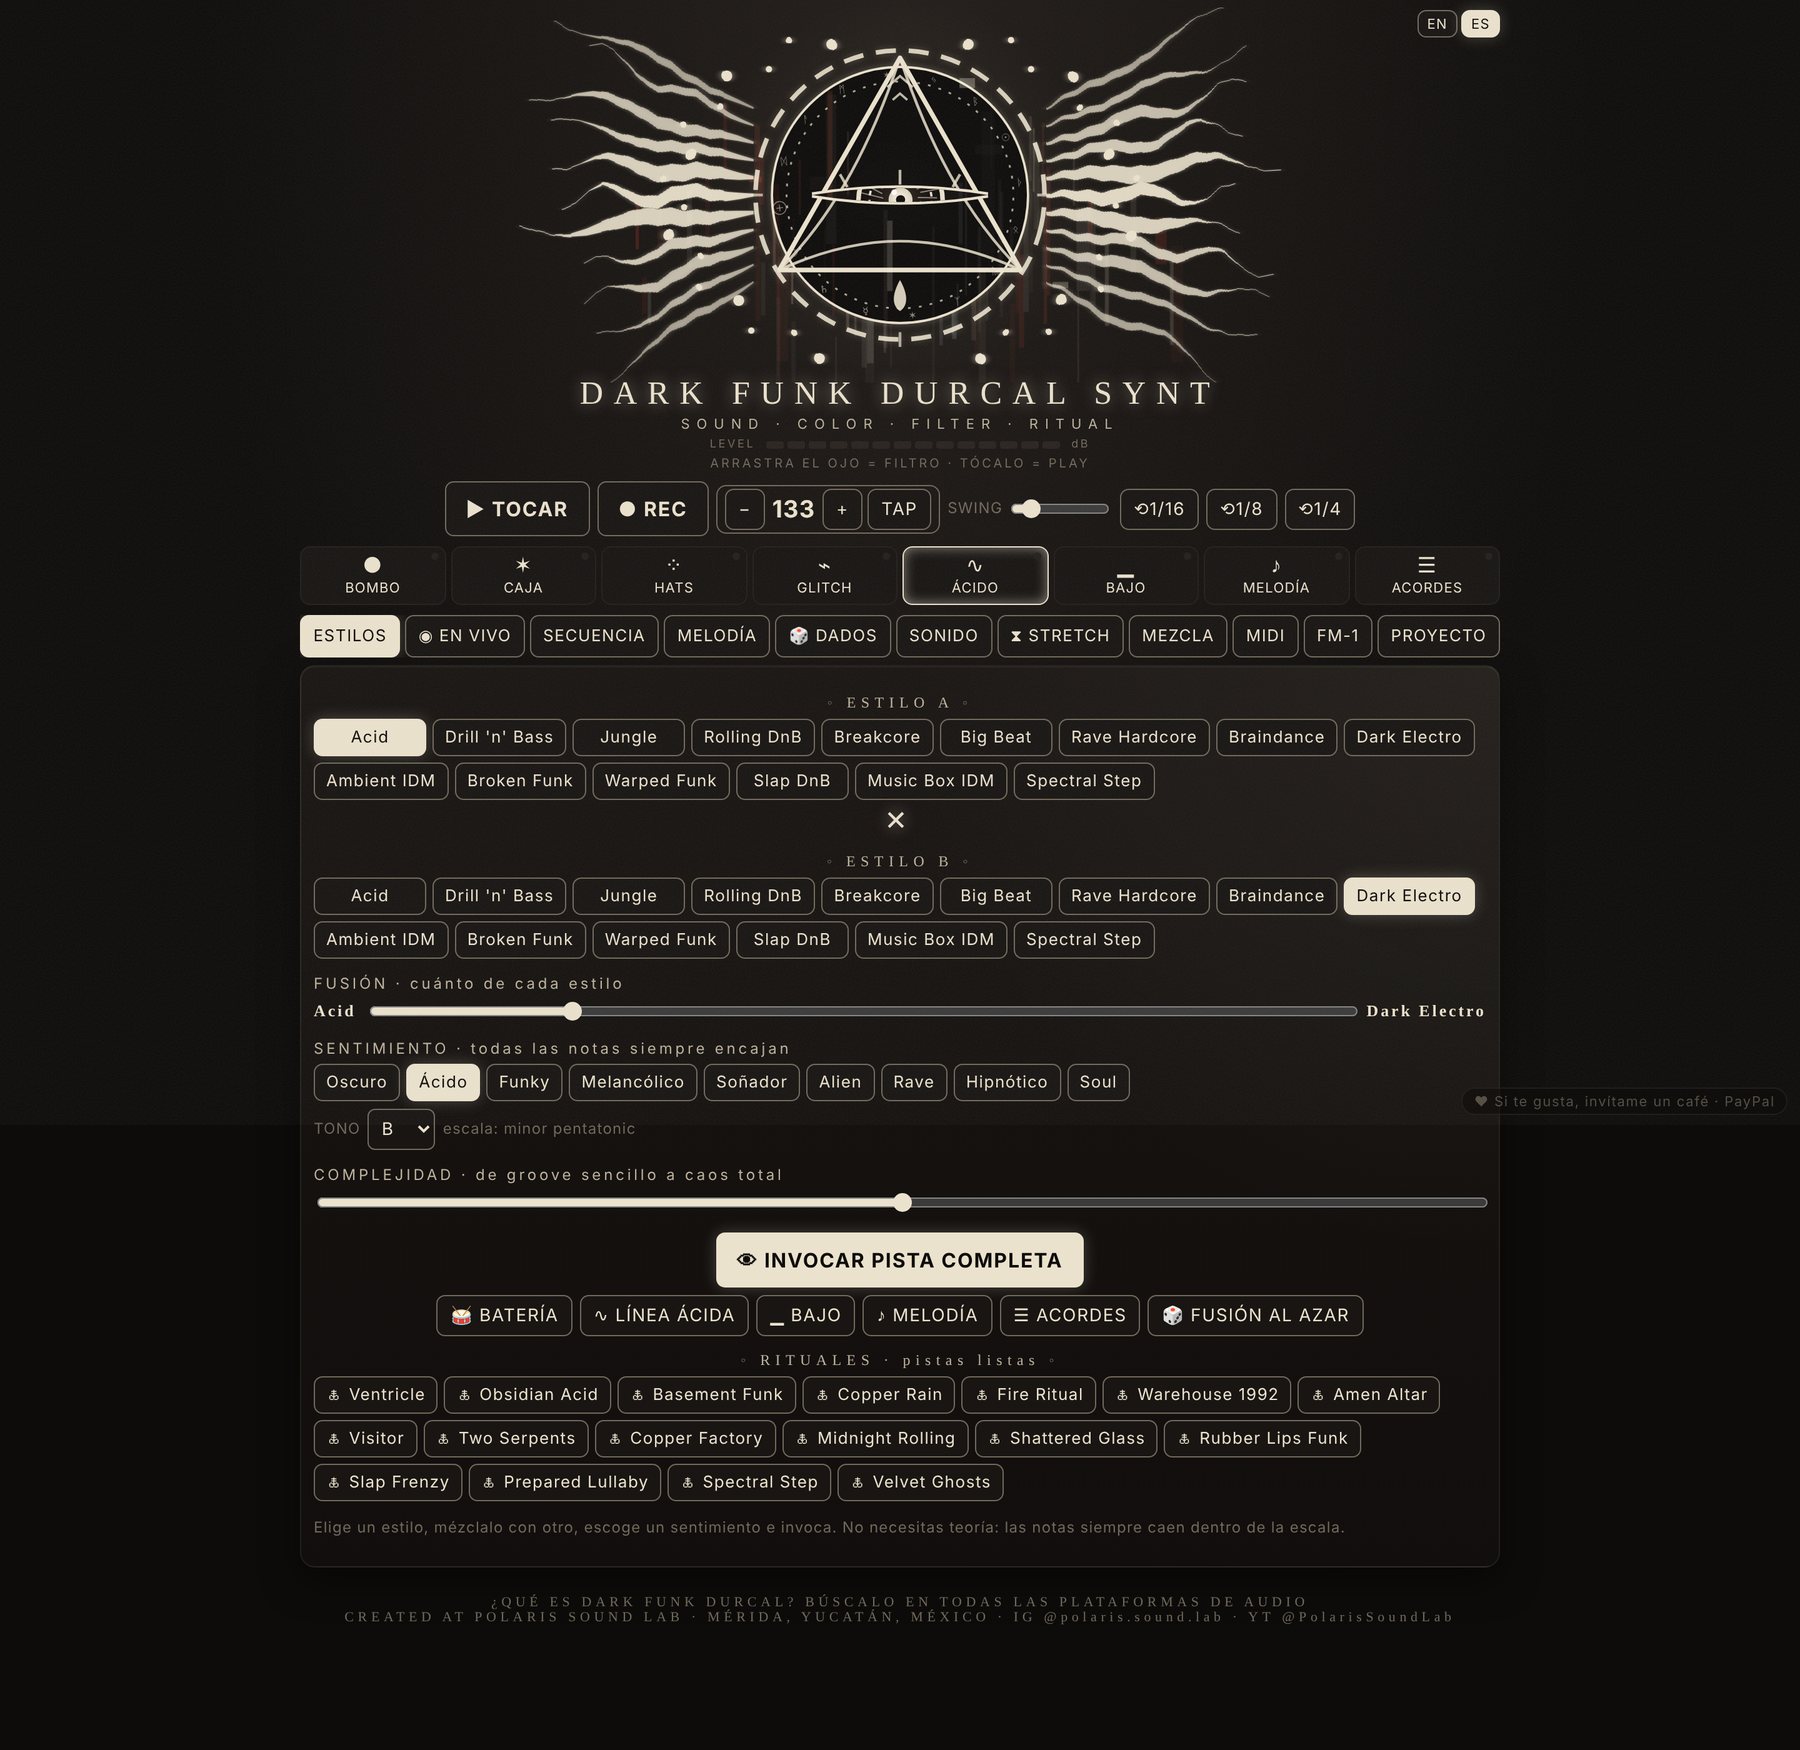 EN ES
DARK FUNK DURCAL SYNT
SOUND · COLOR · FILTER · RITUAL
LEVEL dB
ARRASTRA EL OJO = FILTRO · TÓCALO = PLAY
▶ TOCAR ● REC − 133 + TAP SWING ⟲1/16 ⟲1/8 ⟲1/4
BOMBO CAJA HATS GLITCH ÁCIDO BAJO MELODÍA ACORDES
ESTILOS ◉ EN VIVO SECUENCIA MELODÍA 🎲 DADOS SONIDO ⧗ STRETCH MEZCLA MIDI FM-1 PROYECTO
◦ ESTILO A ◦
Acid Drill 'n' Bass Jungle Rolling DnB Breakcore Big Beat Rave Hardcore Braindance Dark Electro
Ambient IDM Broken Funk Warped Funk Slap DnB Music Box IDM Spectral Step
✕
◦ ESTILO B ◦
Acid Drill 'n' Bass Jungle Rolling DnB Breakcore Big Beat Rave Hardcore Braindance Dark Electro
Ambient IDM Broken Funk Warped Funk Slap DnB Music Box IDM Spectral Step
FUSIÓN · cuánto de cada estilo
Acid Dark Electro
SENTIMIENTO · todas las notas siempre encajan
Oscuro Ácido Funky Melancólico Soñador Alien Rave Hipnótico Soul
♥ Si te gusta, invítame un café · PayPal
TONO B escala: minor pentatonic
COMPLEJIDAD · de groove sencillo a caos total
👁 INVOCAR PISTA COMPLETA
🥁 BATERÍA ∿ LÍNEA ÁCIDA ▁ BAJO ♪ MELODÍA ☰ ACORDES 🎲 FUSIÓN AL AZAR
◦ RITUALES · pistas listas ◦
Ventricle Obsidian Acid Basement Funk Copper Rain Fire Ritual Warehouse 1992 Amen Altar
Visitor Two Serpents Copper Factory Midnight Rolling Shattered Glass Rubber Lips Funk
Slap Frenzy Prepared Lullaby Spectral Step Velvet Ghosts
Elige un estilo, mézclalo con otro, escoge un sentimiento e invoca. No necesitas teoría: las notas siempre caen dentro de la escala.
¿QUÉ ES DARK FUNK DURCAL? BÚSCALO EN TODAS LAS PLATAFORMAS DE AUDIO
CREATED AT POLARIS SOUND LAB · MÉRIDA, YUCATÁN, MÉXICO · IG @polaris.sound.lab · YT @PolarisSoundLab